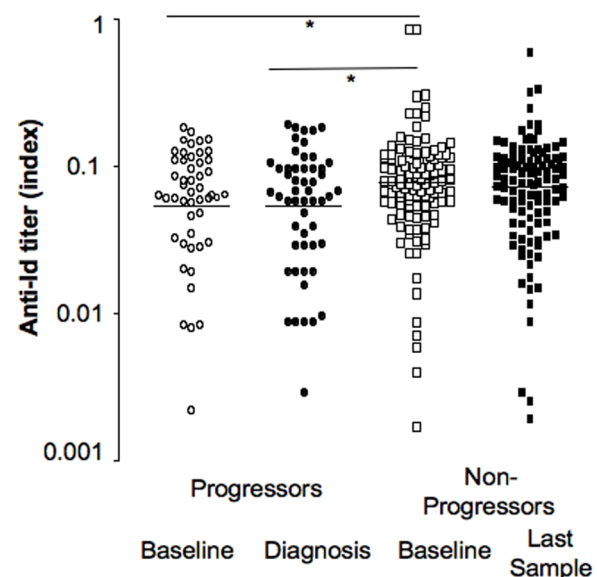 1
*
*
0.1
Anti-Id titer (index)
0.01
0.001
Progressors
Non-
Progressors
Baseline
Diagnosis
Baseline
Last
Sample